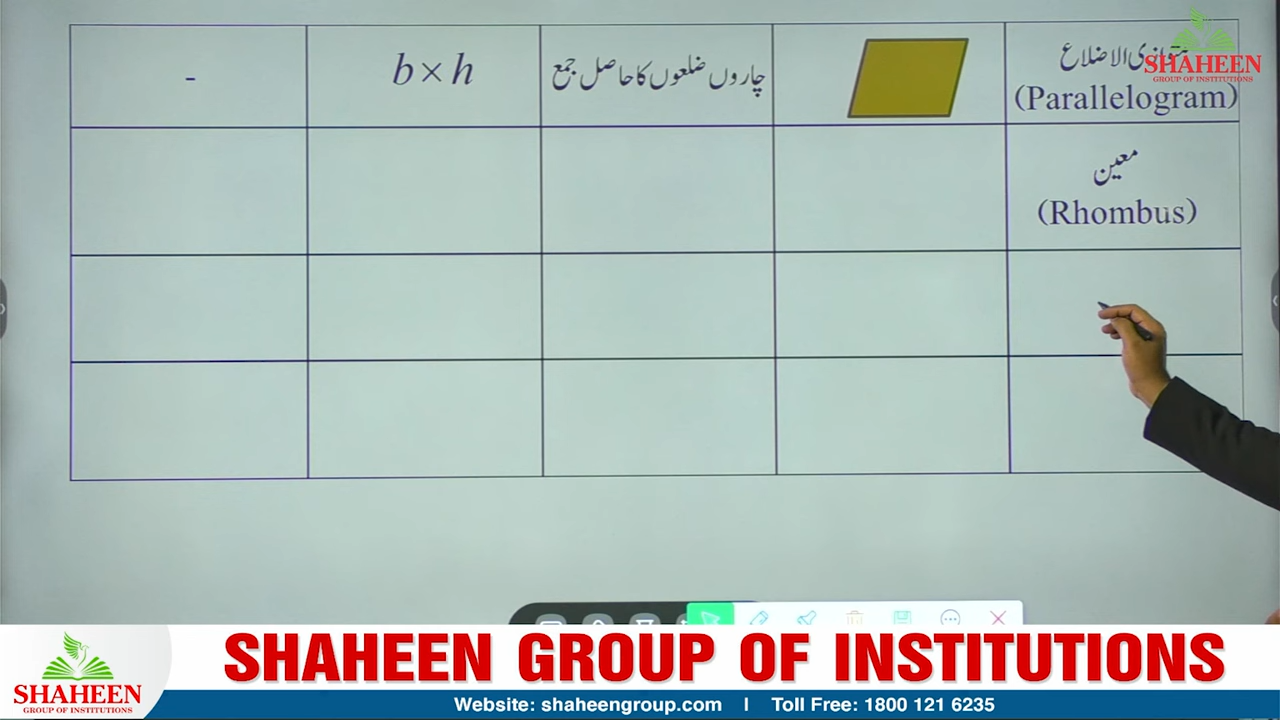 متوازی الاضلاع
(Parallelogram)
چاروں ضلعوں کا حاصل جمع
b × h
-
معین
(Rhombus)
SHAHEEN
GROUP OF INSTITUTIONS
SHAHEEN
GROUP OF INSTITUTIONS
SHAHEEN GROUP OF INSTITUTIONS
Website: shaheengroup.com I Toll Free: 1800 121 6235